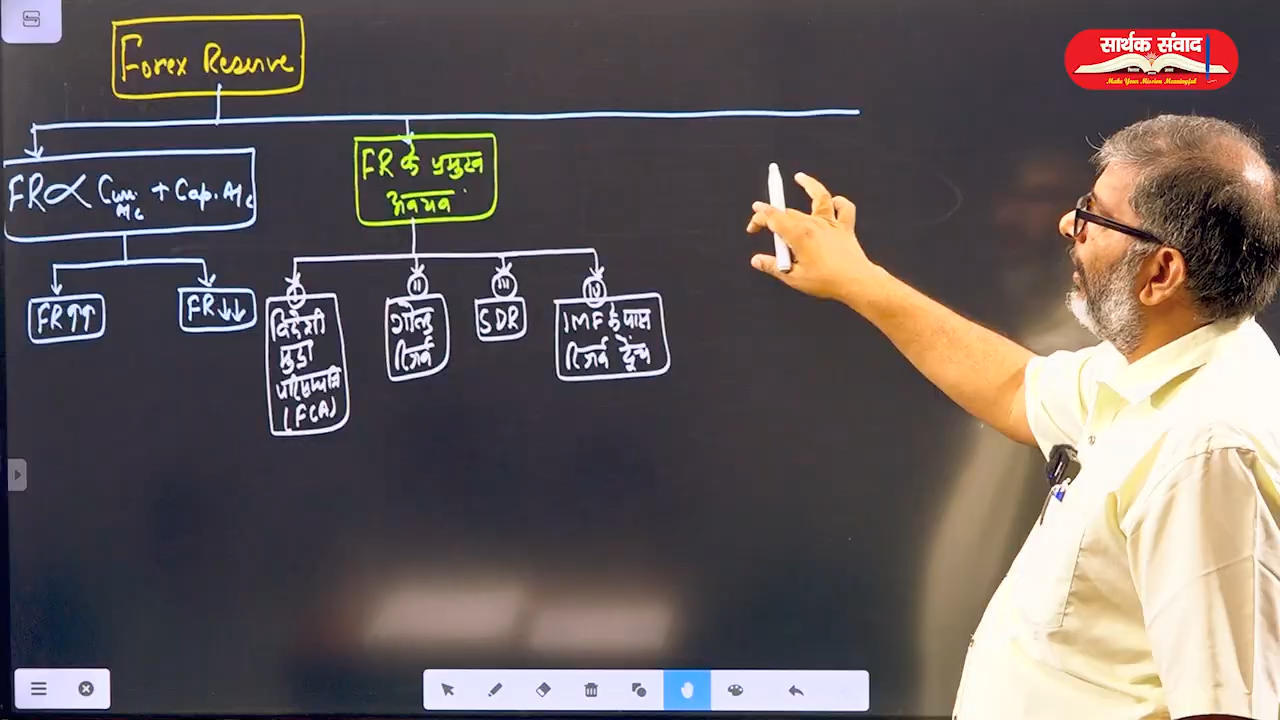 Forex Reserve
सार्थक संवाद
Make Your Mission Meaningful
FR ∝ Curr. A/c + Cap. A/c
FR के प्रमुख
अवयव
FR↑↑
FR↓↓
I
विदेशी
मुद्रा
परिसम्पत्ति
(FCA)
II
गोल्ड
रिजर्व
III
SDR
IV
IMF के पास
रिजर्व ट्रेंच